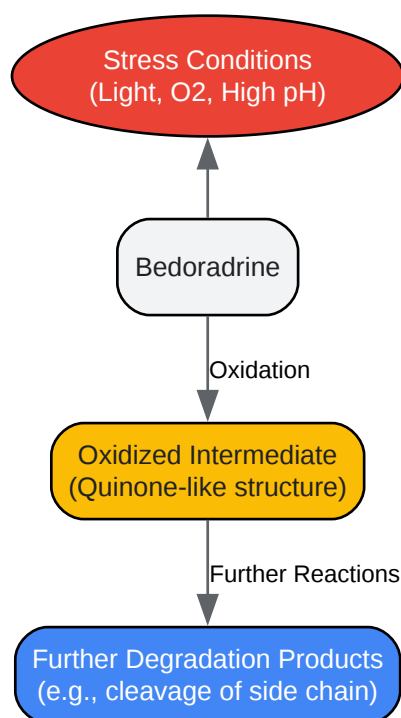 Stress Conditions
(Light, O2, High pH)
Bedoradrine
Oxidation
Oxidized Intermediate
(Quinone-like structure)
Further Reactions
Further Degradation Products
(e.g., cleavage of side chain)